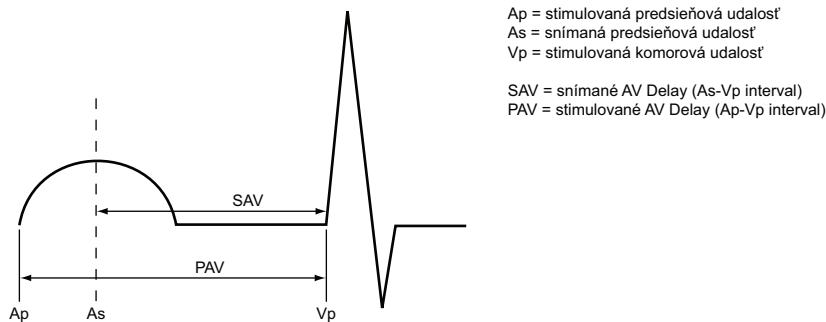 Ap = stimulovaná predsieňová udalosť
As = snímaná predsieňová udalosť
Vp = stimulovaná komorová udalosť
SAV = snímané AV Delay (As-Vp interval)
PAV = stimulované AV Delay (Ap-Vp interval)
SAV
PAV
Ap As Vp